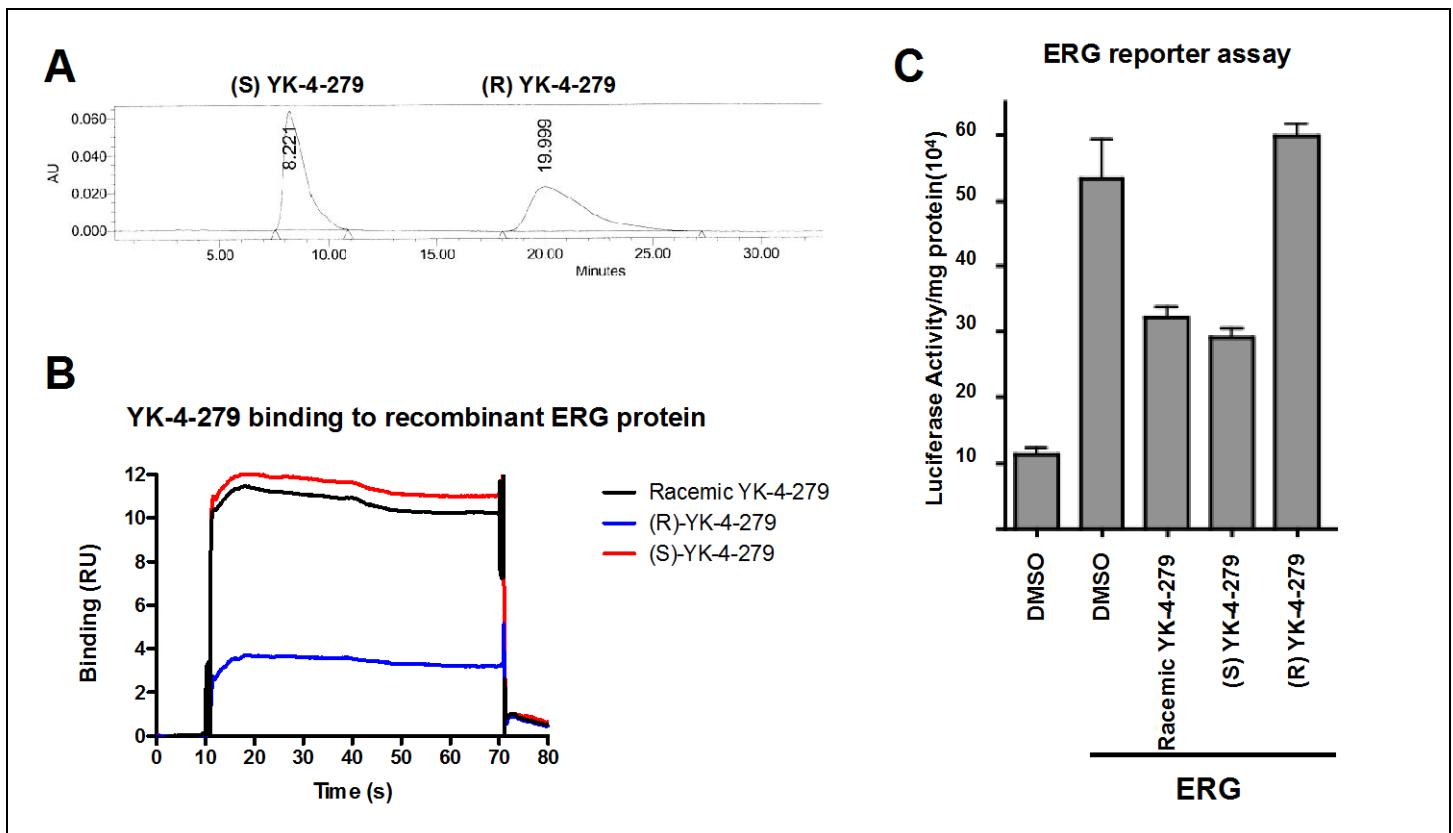 A
(S) YK-4-279
(R) YK-4-279
0.060
0.040
0.020
0.000
AU
8.221
19.999
5.00
10.00
15.00
20.00
25.00
30.00
Minutes
B
YK-4-279 binding to recombinant ERG protein
12
10
8
6
4
2
0
Binding (RU)
0
10
20
30
40
50
60
70
80
Time (s)
Racemic YK-4-279
(R)-YK-4-279
(S)-YK-4-279
C
ERG reporter assay
Luciferase Activity/mg protein(10⁴)
60
50
40
30
20
10
DMSO
DMSO
Racemic YK-4-279
(S) YK-4-279
(R) YK-4-279
ERG